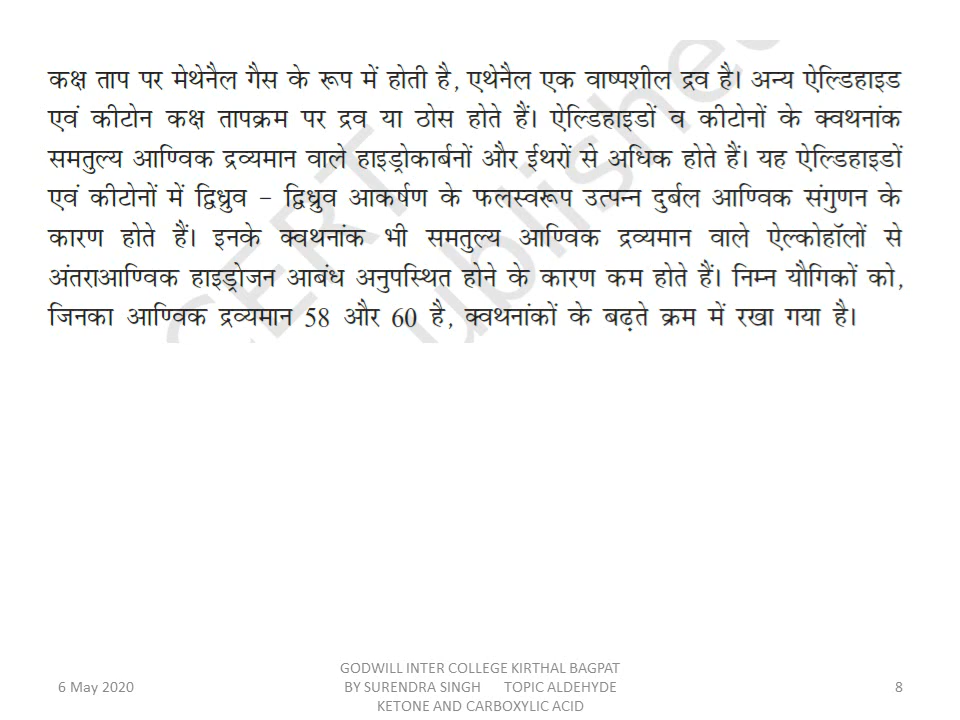 कक्ष ताप पर मेथेनैल गैस के रूप में होती है, एथेनैल एक वाष्पशील द्रव है। अन्य ऐल्डिहाइड
एवं कीटोन कक्ष तापक्रम पर द्रव या ठोस होते हैं। ऐल्डिहाइडों व कीटोनों के क्वथनांक
समतुल्य आण्विक द्रव्यमान वाले हाइड्रोकार्बनों और ईथरों से अधिक होते हैं। यह ऐल्डिहाइडों
एवं कीटोनों में द्विध्रुव – द्विध्रुव आकर्षण के फलस्वरूप उत्पन्न दुर्बल आण्विक संगुणन के
कारण होते हैं। इनके क्वथनांक भी समतुल्य आण्विक द्रव्यमान वाले ऐल्कोहॉलों से
अंतराआण्विक हाइड्रोजन आबंध अनुपस्थित होने के कारण कम होते हैं। निम्न यौगिकों को,
जिनका आण्विक द्रव्यमान 58 और 60 है, क्वथनांकों के बढ़ते क्रम में रखा गया है।
6 May 2020
GODWILL INTER COLLEGE KIRTHAL BAGPAT
BY SURENDRA SINGH TOPIC ALDEHYDE
KETONE AND CARBOXYLIC ACID
8